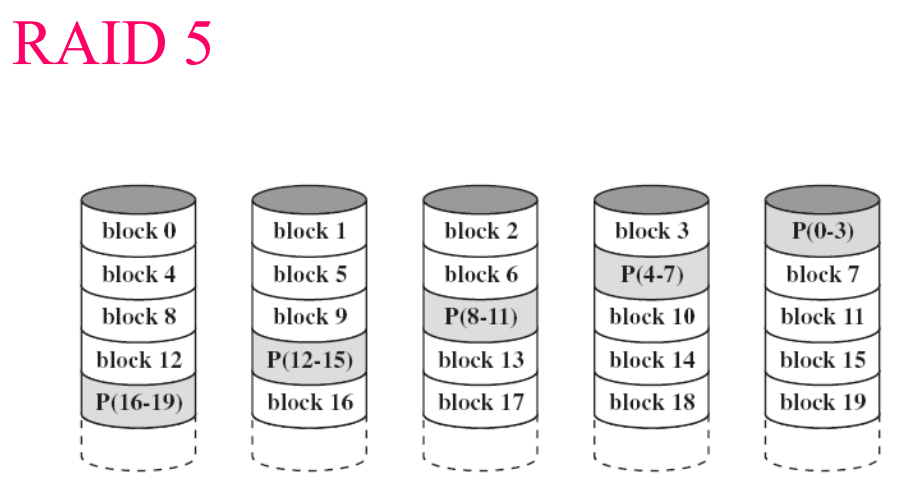 RAID 5
block 0 block 1 block 2 block 3 P(0-3)
block 4 block 5 block 6 P(4-7) block 7
block 8 block 9 P(8-11) block 10 block 11
block 12 P(12-15) block 13 block 14 block 15
P(16-19) block 16 block 17 block 18 block 19